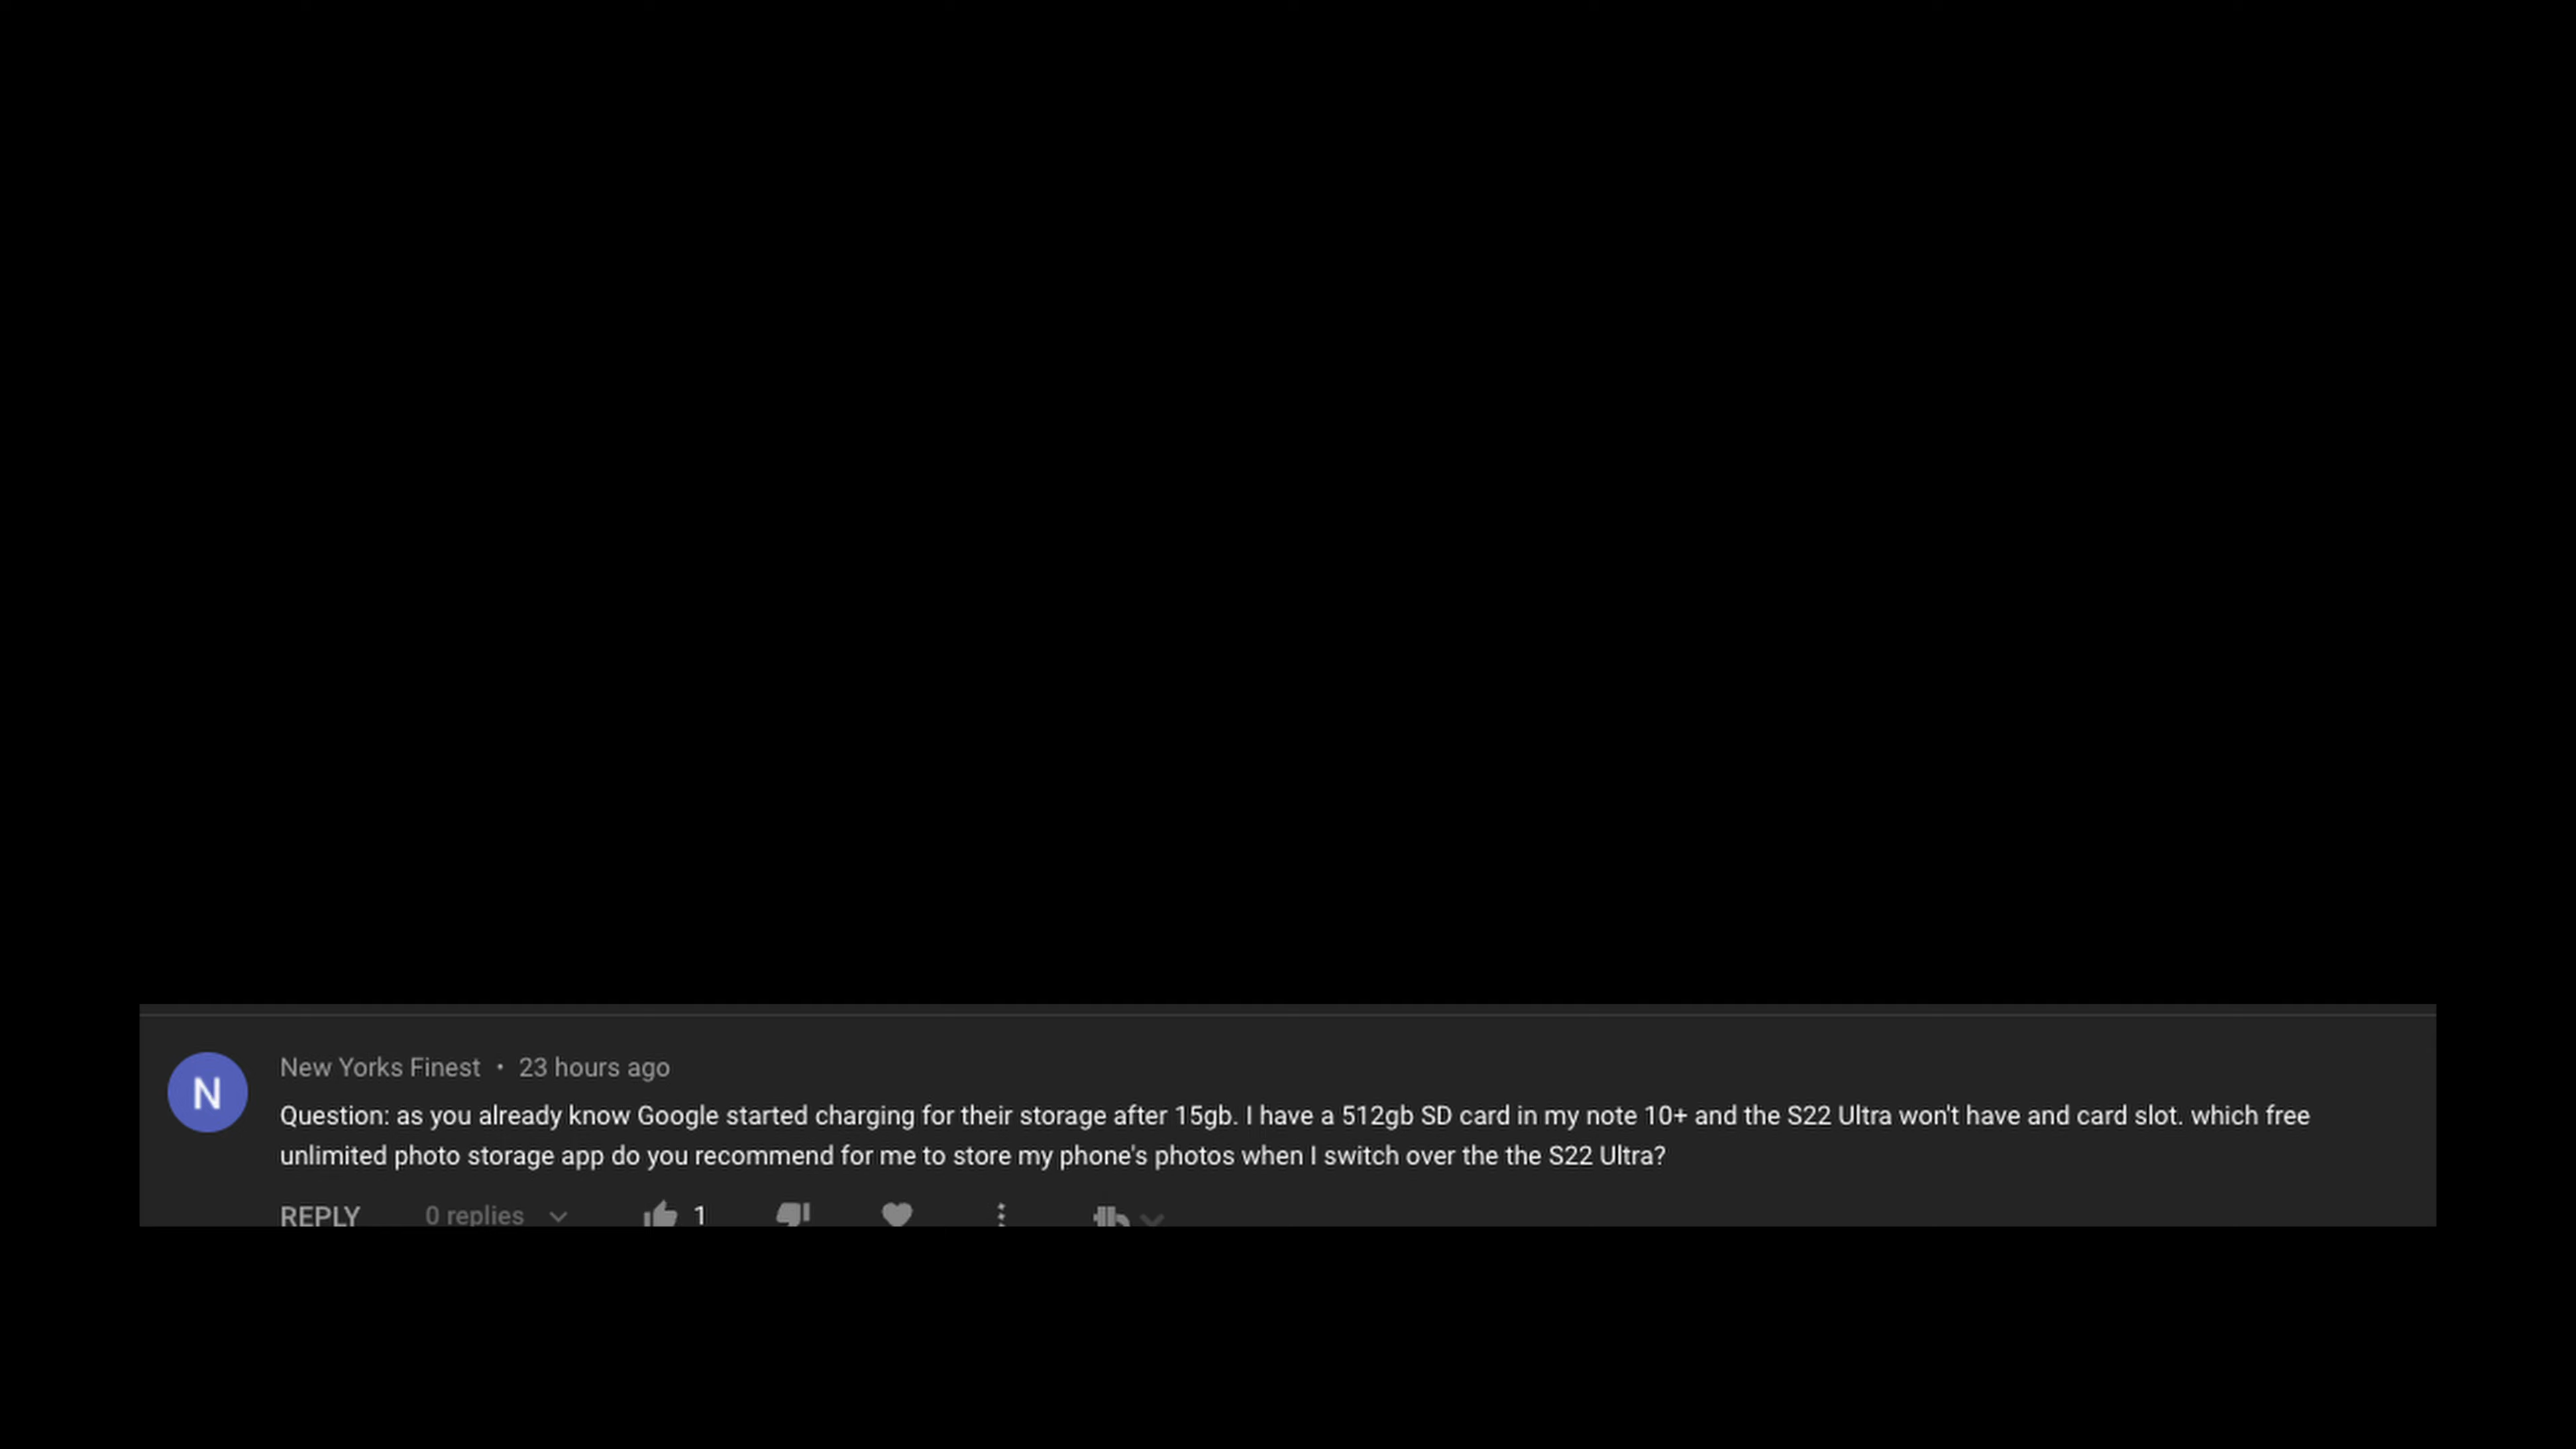 N
New Yorks Finest • 23 hours ago
Question: as you already know Google started charging for their storage after 15gb. I have a 512gb SD card in my note 10+ and the S22 Ultra won't have and card slot. which free
unlimited photo storage app do you recommend for me to store my phone's photos when I switch over the the S22 Ultra?
REPLY 0 replies 1